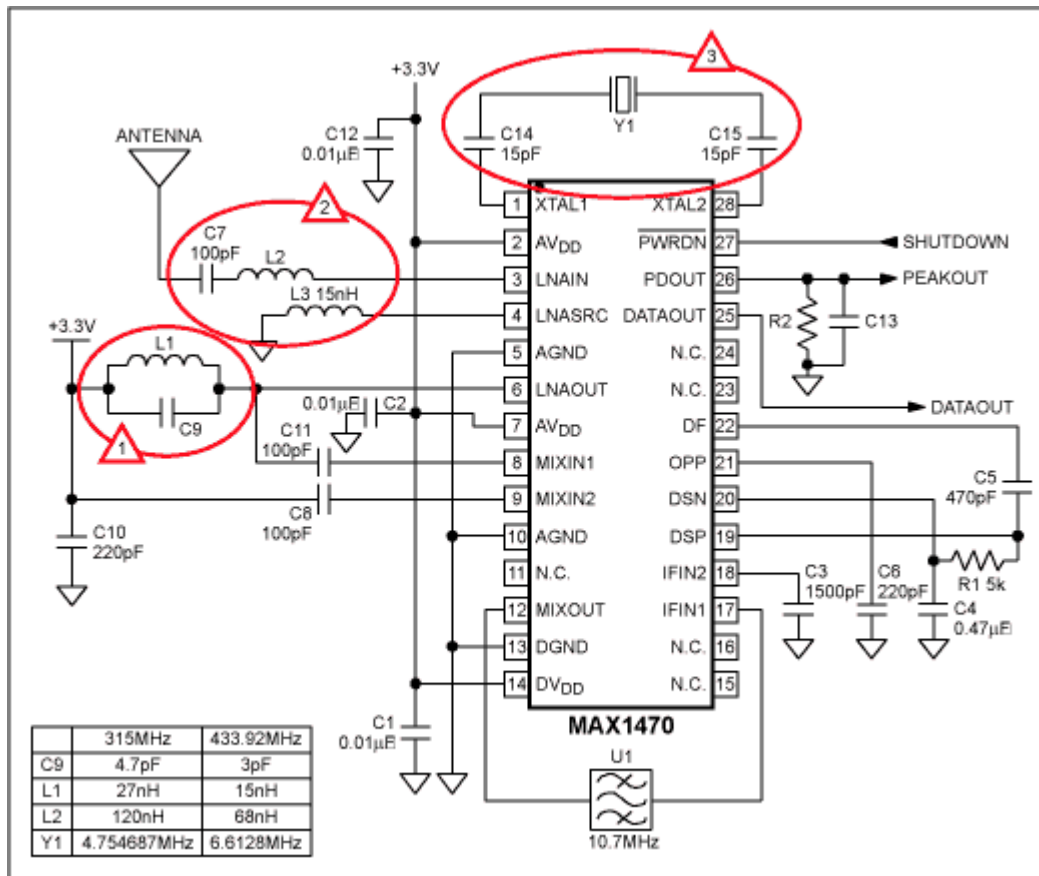 3
+3.3V
Y1
C14
15pF
C15
15pF
C12
0.01µF
ANTENNA
2
1 XTAL1 XTAL2 28
2 AVDD PWRDN 27 SHUTDOWN
C7
100pF
L2
3 LNAIN PDOUT 26 PEAKOUT
L3 15nH
4 LNASRC DATAOUT 25
R2
C13
+3.3V
L1
5 AGND N.C. 24
6 LNAOUT N.C. 23
DATAOUT
0.01µF C2
C9
1
7 AVDD DF 22
C11
100pF
8 MIXIN1 OPP 21
C5
470pF
9 MIXIN2 DSN 20
C8
100pF
C10
220pF
10 AGND DSP 19
11 N.C. IFIN2 18
C3
1500pF
C6
220pF
R1 5k
C4
0.47µF
12 MIXOUT IFIN1 17
13 DGND N.C. 16
14 DVDD N.C. 15
C1
0.01µF
MAX1470
U1
10.7MHz
315MHz 433.92MHz
C9 4.7pF 3pF
L1 27nH 15nH
L2 120nH 68nH
Y1 4.754687MHz 6.6128MHz